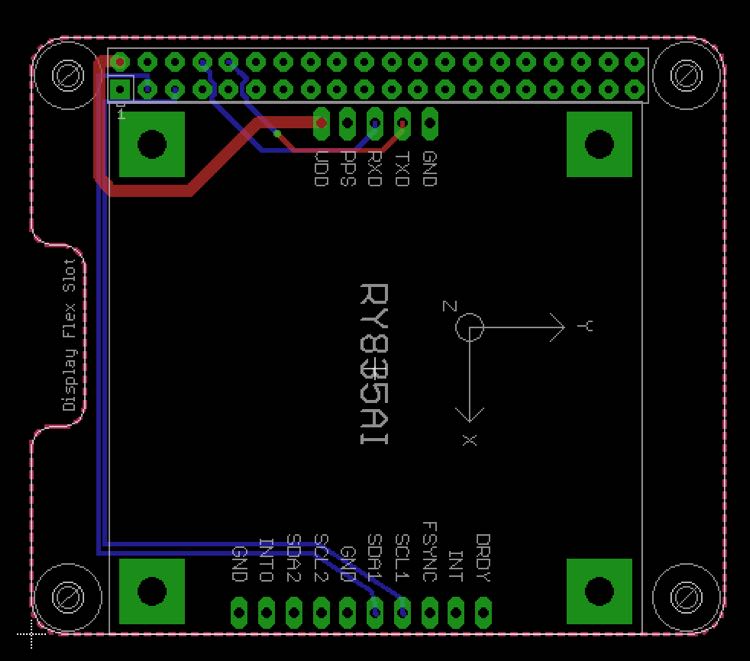 1
VDD
PPS
RXD
TXD
GND
Display Flex Slot
RY835AI
Z
Y
X
GND
INT0
SDA2
SCL2
GND
SDA1
SCL1
FSYNC
INT
DRDY